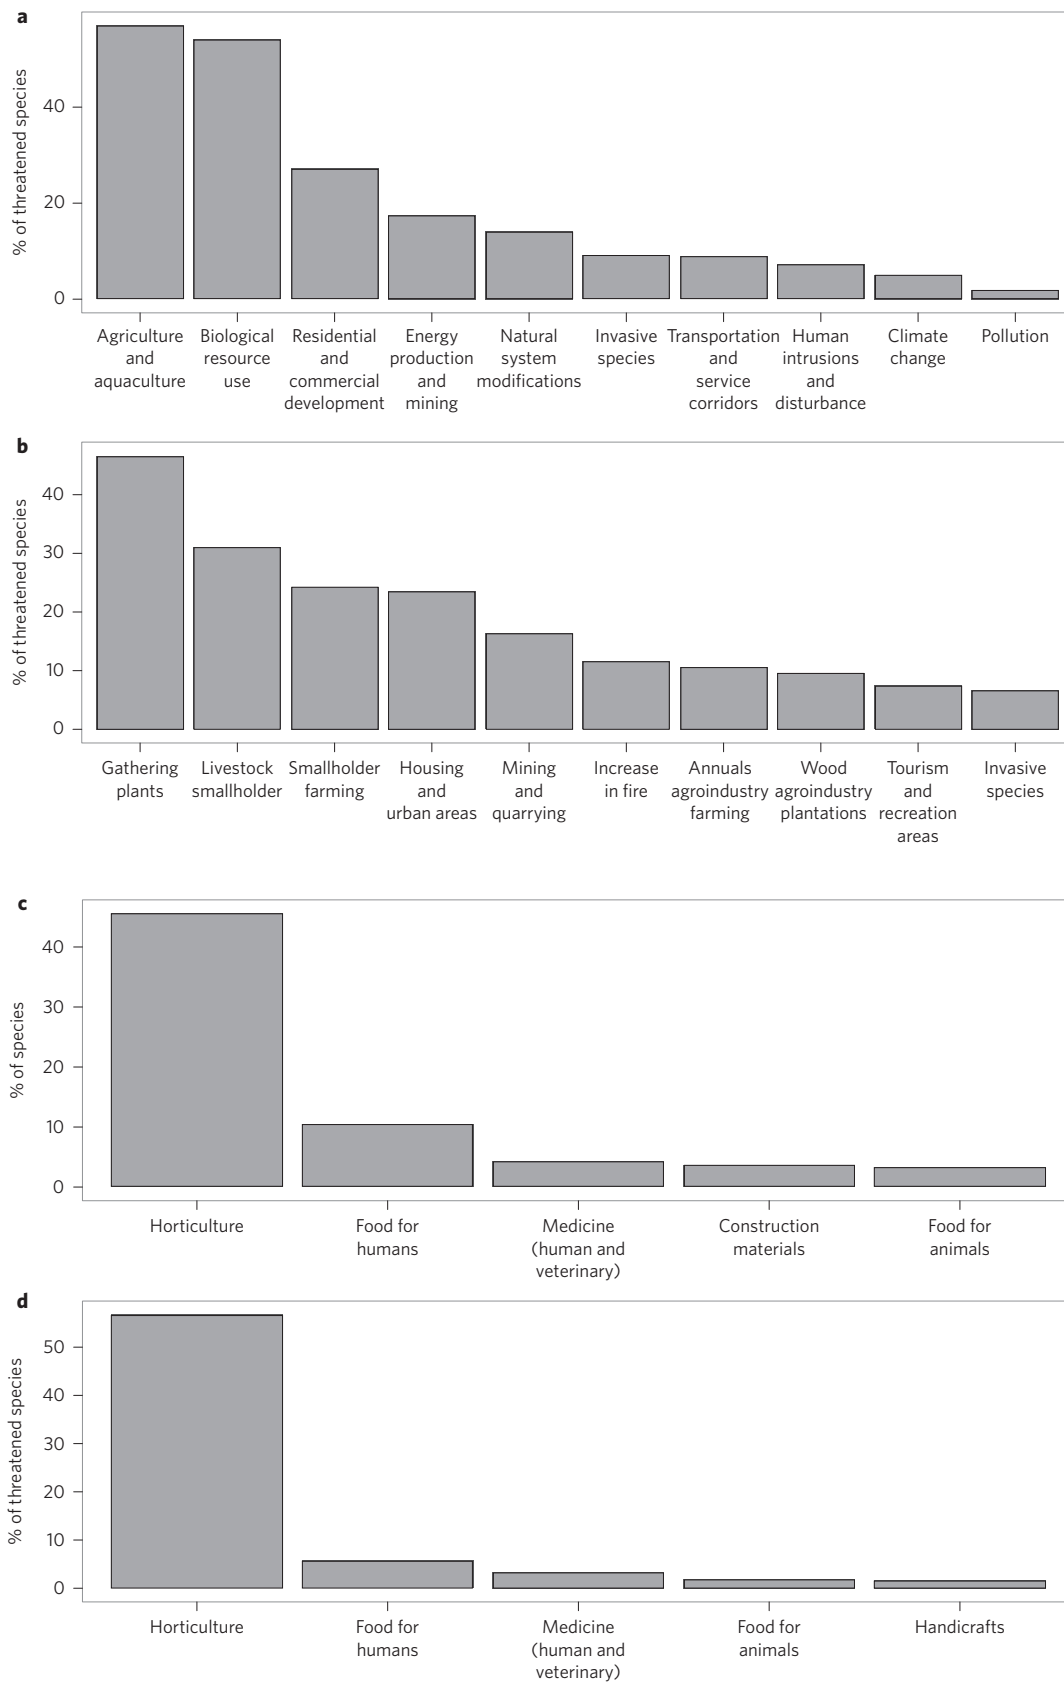 a
% of threatened species
40
20
0
Agriculture
and
aquaculture
Biological
resource
use
Residential
and
commercial
development
Energy
production
and
mining
Natural
system
modifications
Invasive
species
Transportation
and
service
corridors
Human
intrusions
and
disturbance
Climate
change
Pollution
b
% of threatened species
40
30
20
10
0
Gathering
plants
Livestock
smallholder
Smallholder
farming
Housing
and
urban areas
Mining
and
quarrying
Increase
in fire
Annuals
agroindustry
farming
Wood
agroindustry
plantations
Tourism
and
recreation
areas
Invasive
species
c
% of species
40
30
20
10
0
Horticulture
Food for
humans
Medicine
(human and
veterinary)
Construction
materials
Food for
animals
d
% of threatened species
50
40
30
20
10
0
Horticulture
Food for
humans
Medicine
(human and
veterinary)
Food for
animals
Handicrafts